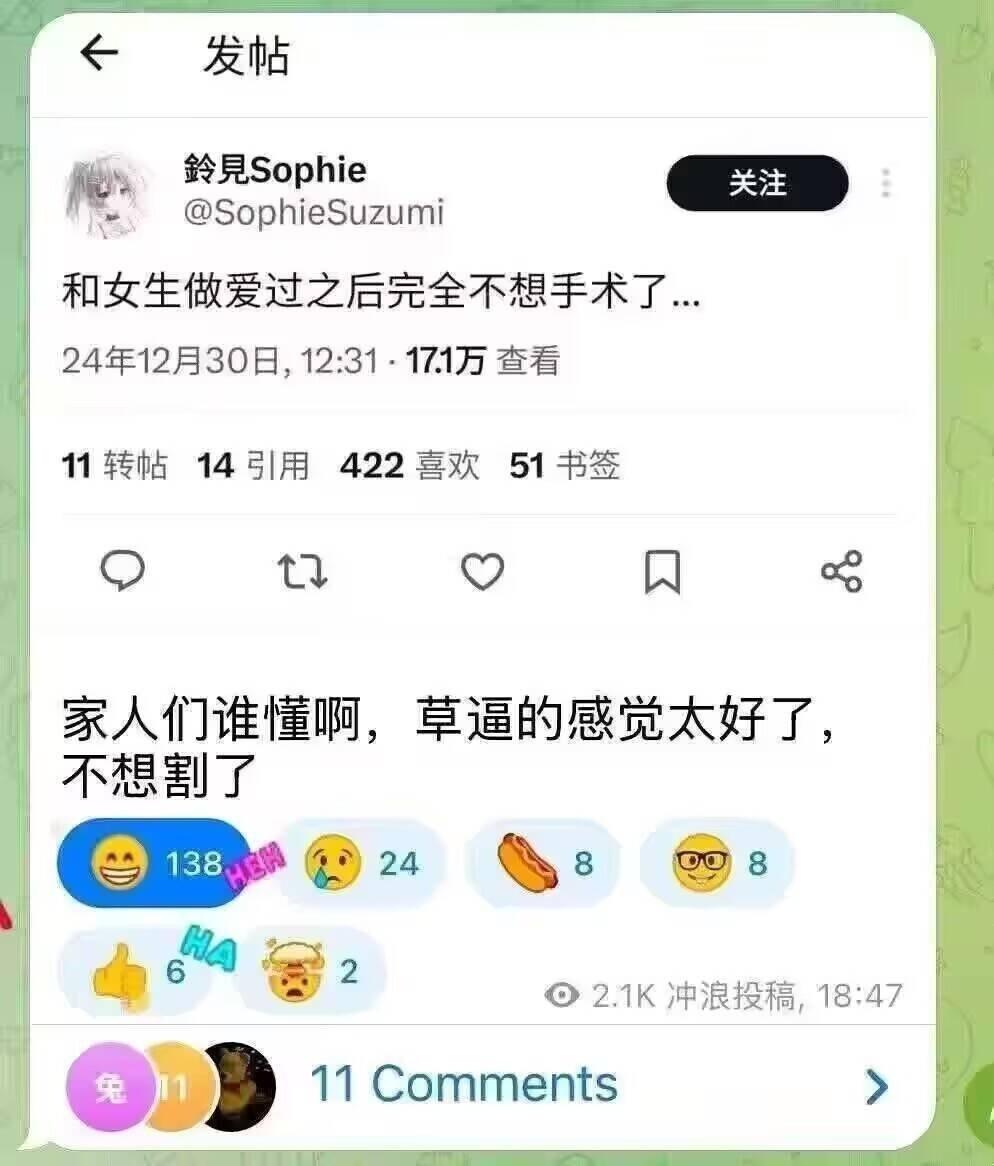 发帖
鈴見Sophie
@SophieSuzumi
关注
和女生做爱过之后完全不想手术了...
24年12月30日, 12:31 · 17.1万 查看
11 转帖 14 引用 422 喜欢 51 书签
家人们谁懂啊，草逼的感觉太好了，
不想割了
138 HEH 24 8 8
6 HA 2
2.1K 冲浪投稿, 18:47
兔 11 11 Comments